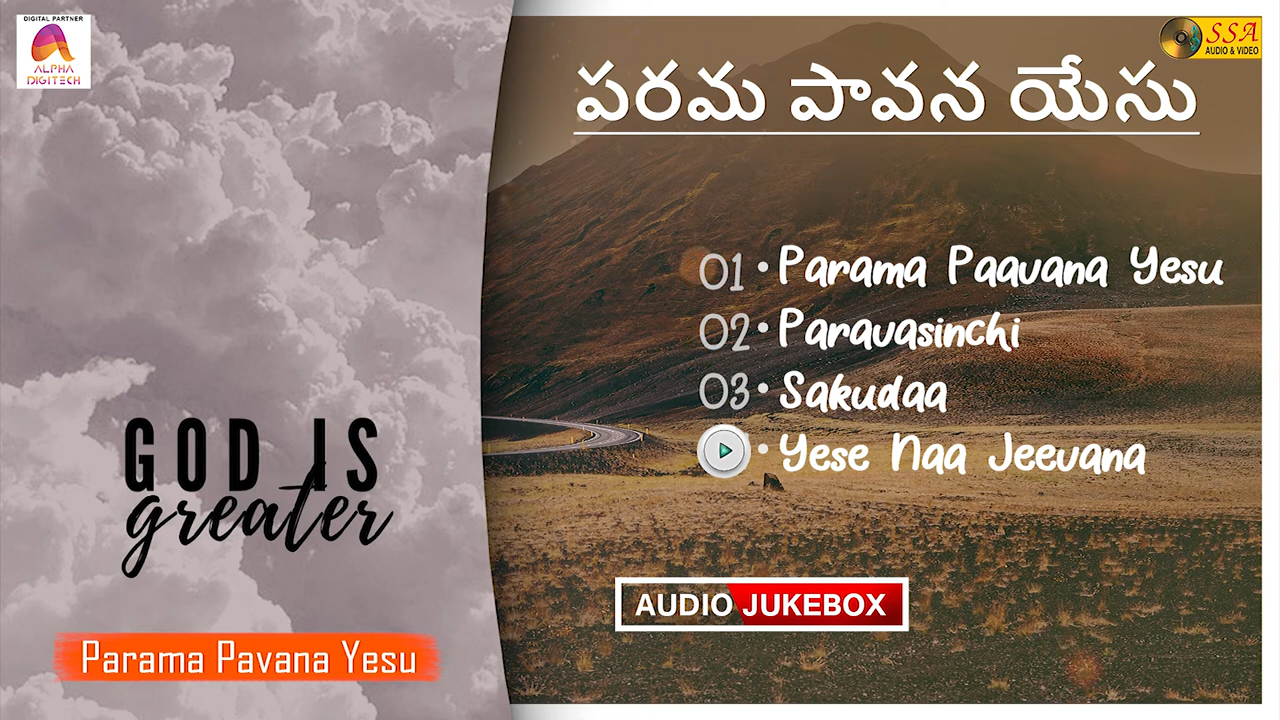 DIGITAL PARTNER
ALPHA
DIGITECH
SSA
AUDIO & VIDEO
పరమ పావన యేసు
01 • Parama Paavana Yesu
02 • Paravasinchi
03 • Sakudaa
• Yese Naa Jeevana
GOD IS
greater
AUDIO JUKEBOX
Parama Pavana Yesu